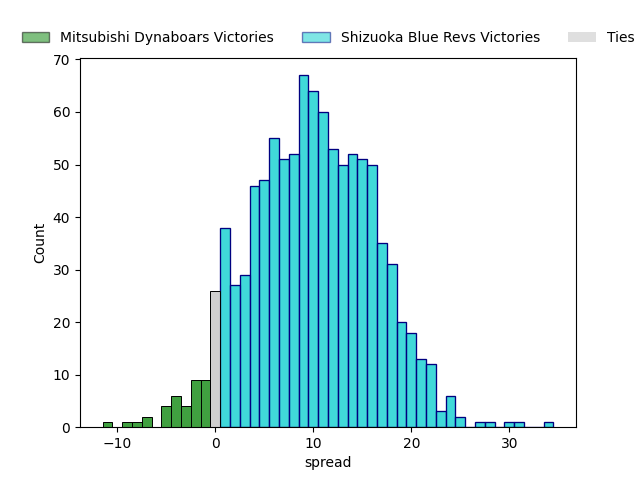 Mitsubishi Dynaboars Victories Shizuoka Blue Revs Victories Ties
70
60
50
40
30
20
10
0
Count
−10 0 10 20 30
spread